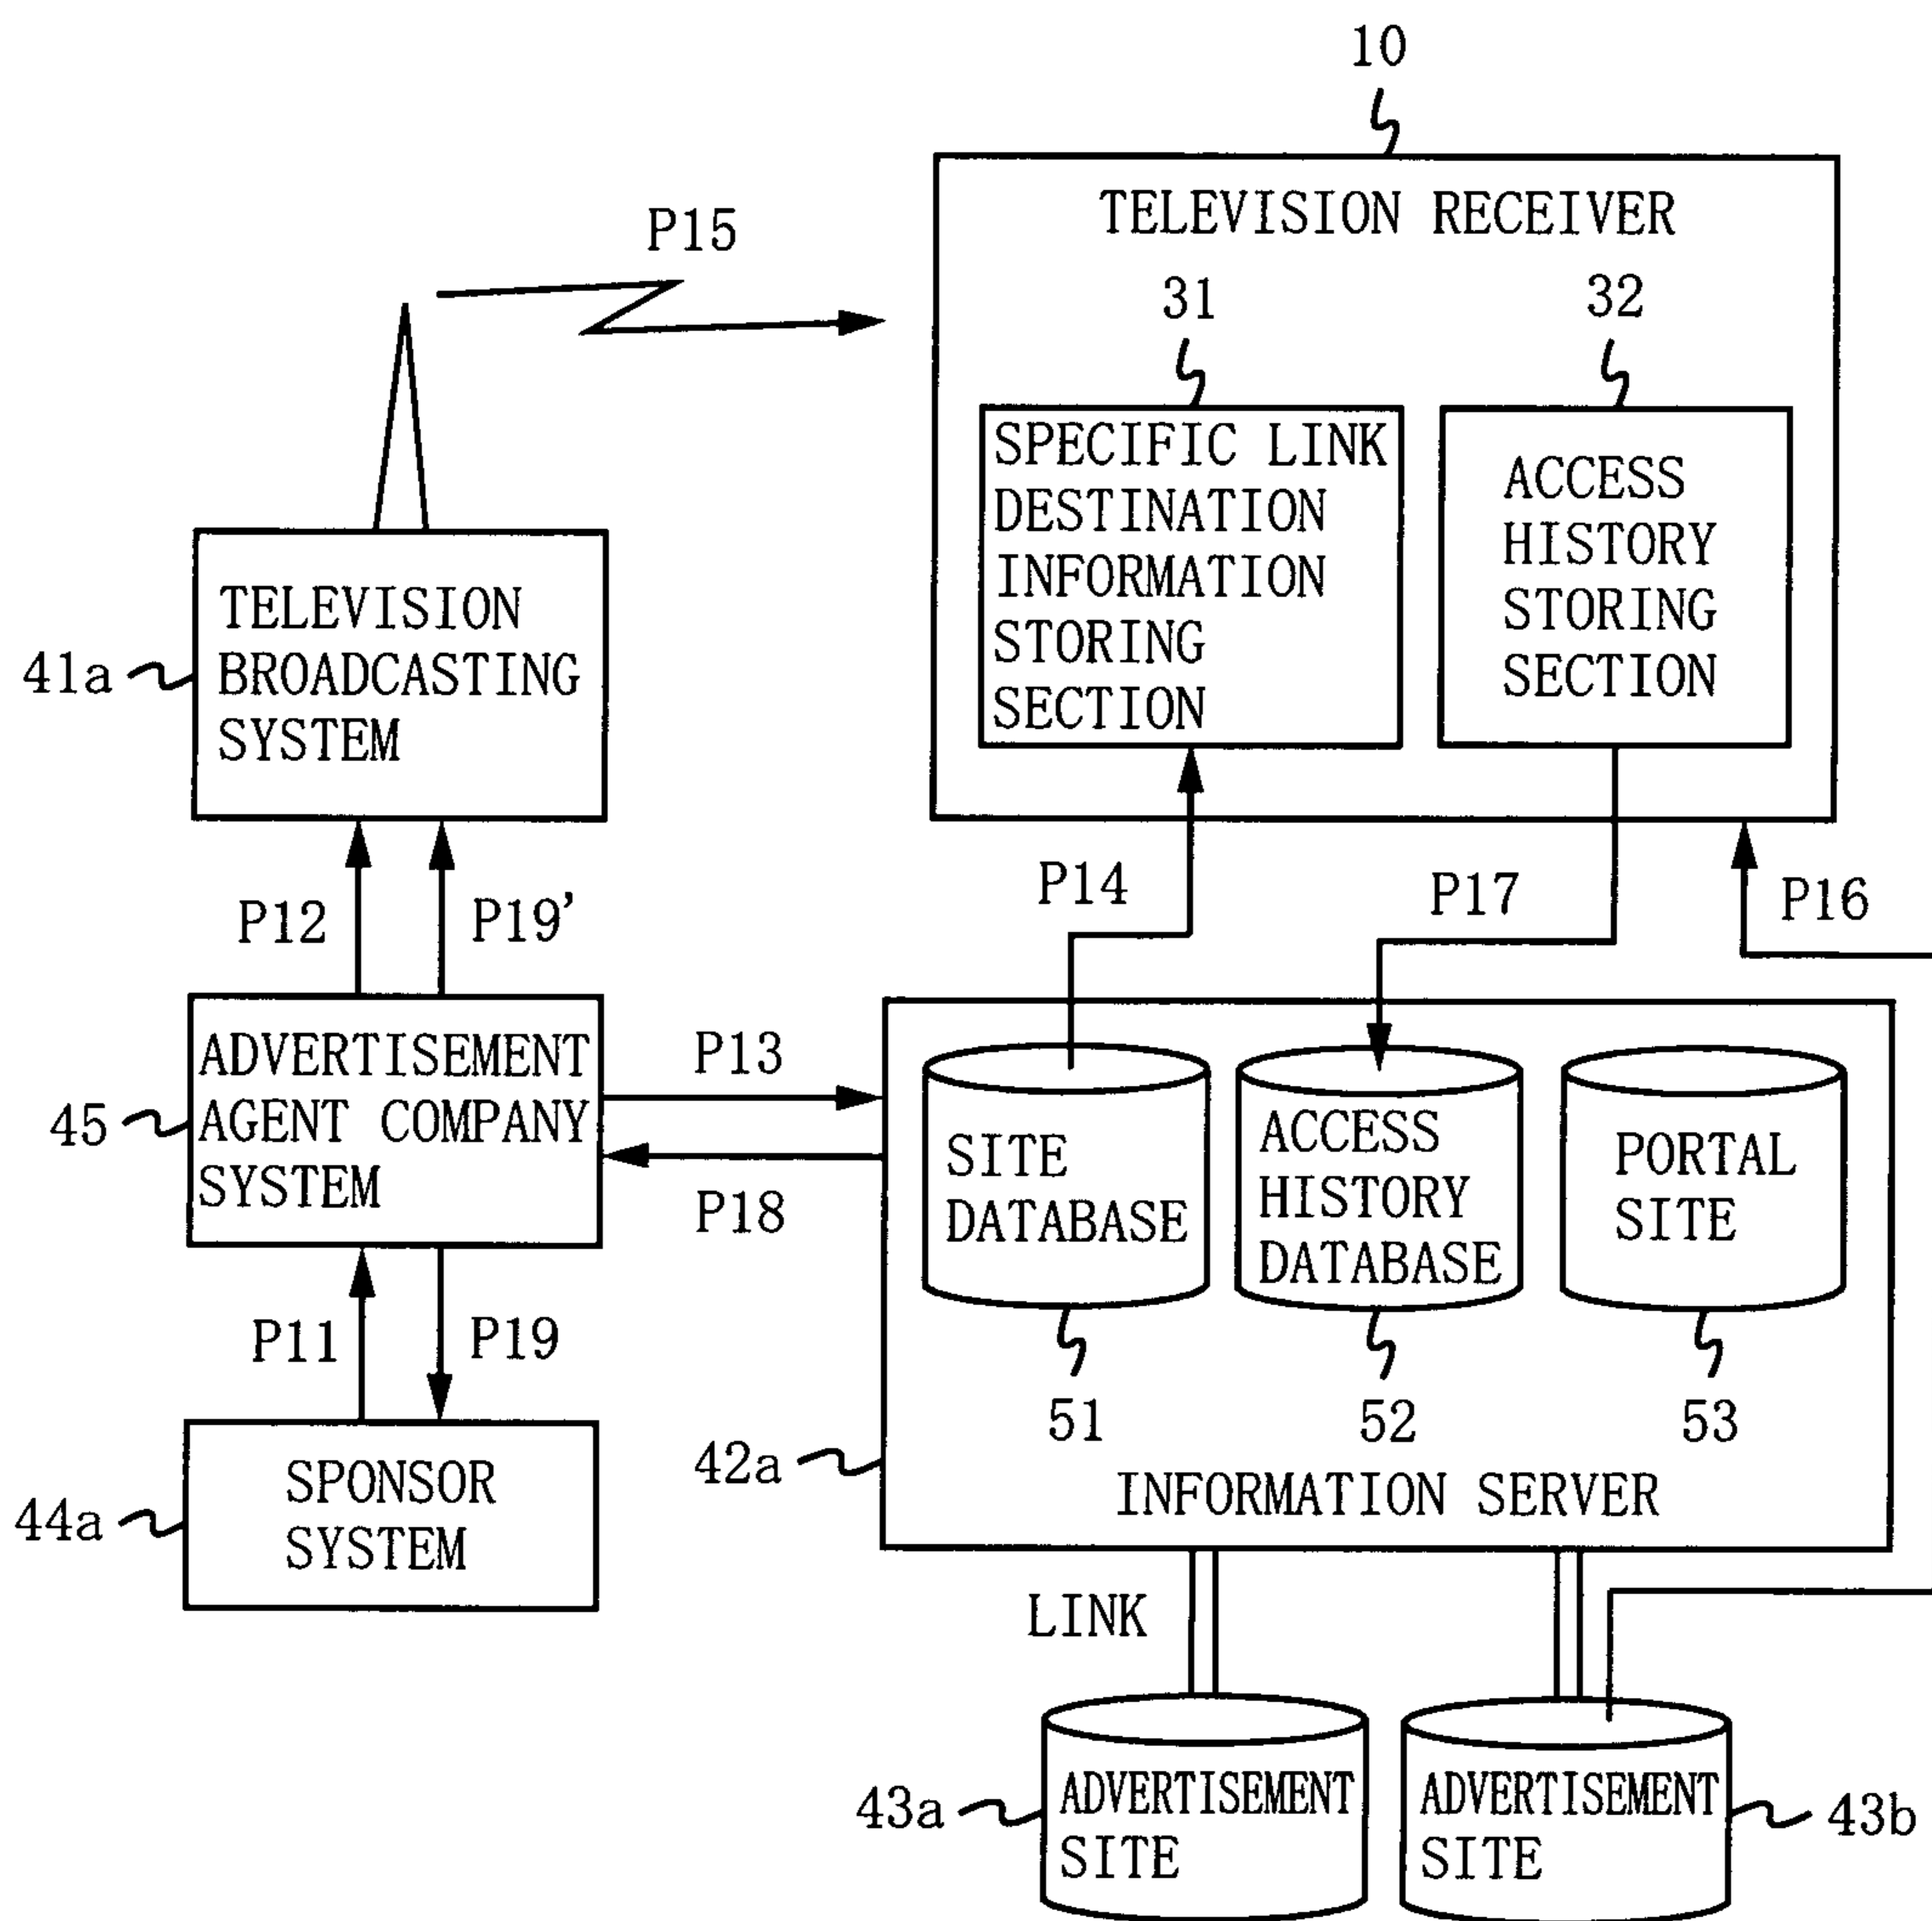 10
TELEVISION RECEIVER
P15
31
32
SPECIFIC LINK
DESTINATION
INFORMATION
STORING
SECTION
ACCESS
HISTORY
STORING
SECTION
TELEVISION
BROADCASTING
SYSTEM
41a
P12
P19'
P14
P17
P16
ADVERTISEMENT
AGENT COMPANY
SYSTEM
45
P13
P18
SITE
DATABASE
ACCESS
HISTORY
DATABASE
PORTAL
SITE
P11
P19
51
52
53
42a
INFORMATION SERVER
SPONSOR
SYSTEM
44a
LINK
43a
ADVERTISEMENT
SITE
ADVERTISEMENT
SITE
43b